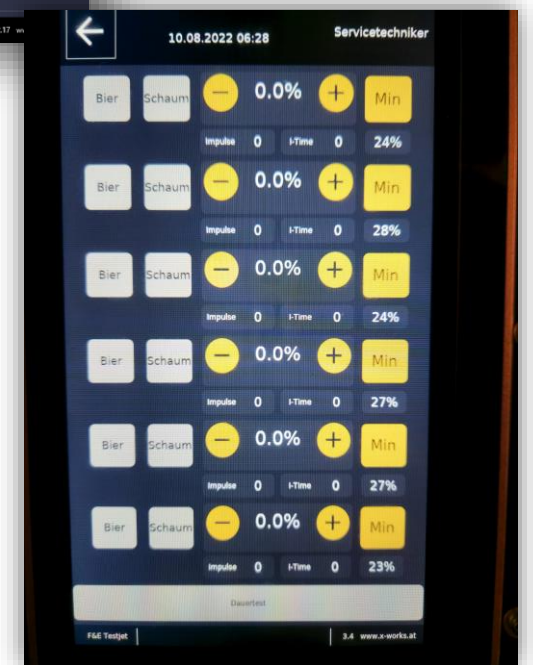 10.08.2022 06:28 Servicetechniker
Bier Schaum − 0.0% + Min
Impulse 0 I-Time 0 24%
Bier Schaum − 0.0% + Min
Impulse 0 I-Time 0 28%
Bier Schaum − 0.0% + Min
Impulse 0 I-Time 0 24%
Bier Schaum − 0.0% + Min
Impulse 0 I-Time 0 27%
Bier Schaum − 0.0% + Min
Impulse 0 I-Time 0 27%
Bier Schaum − 0.0% + Min
Impulse 0 I-Time 0 23%
Dauertest
F&E Testjet 3.4 www.x-works.at